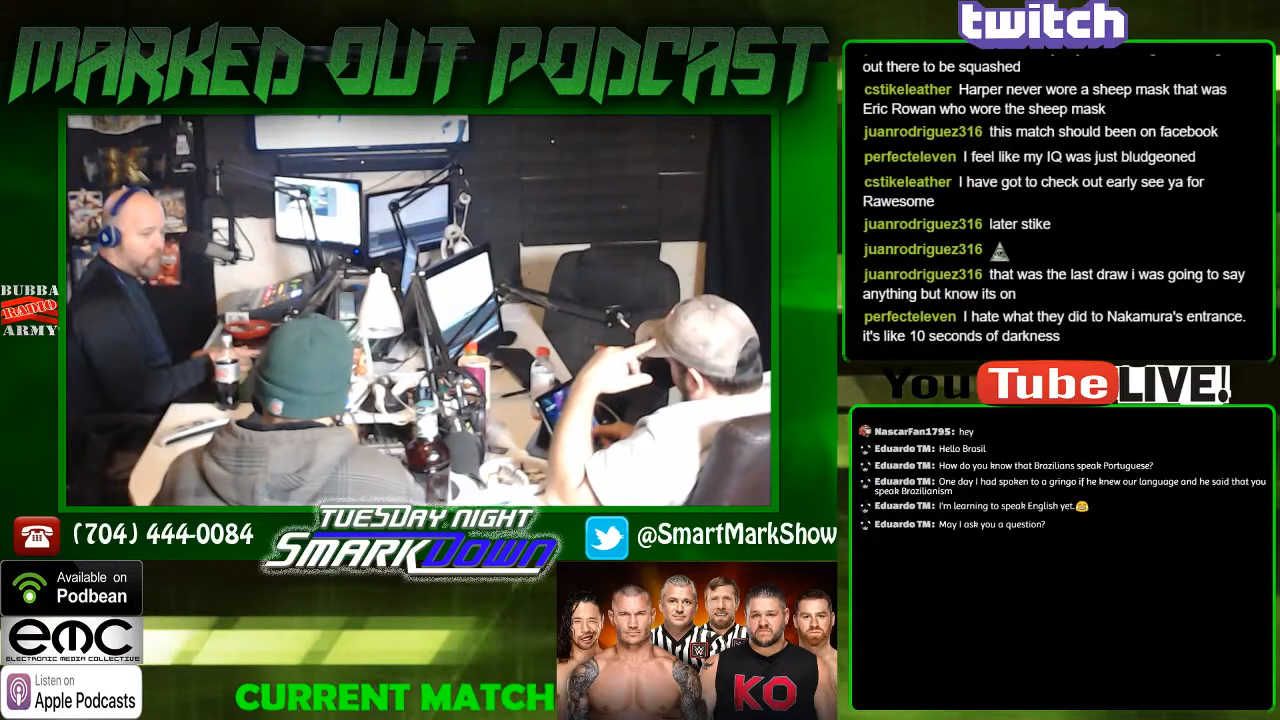 MARKED OUT PODCAST
twitch
out there to be squashed
cstikeleather Harper never wore a sheep mask that was
Eric Rowan who wore the sheep mask
juanrodriguez316 this match should been on facebook
perfecteleven I feel like my IQ was just bludgeoned
cstikeleather I have got to check out early see ya for
Rawesome
juanrodriguez316 later stike
juanrodriguez316
juanrodriguez316 that was the last draw i was going to say
anything but know its on
perfecteleven I hate what they did to Nakamura's entrance.
it's like 10 seconds of darkness
BUBBA
RADIO
ARMY
You Tube LIVE!
NascarFan1795: hey
Eduardo TM: Hello Brasil
Eduardo TM: How do you know that Brazilians speak Portuguese?
Eduardo TM: One day I had spoken to a gringo if he knew our language and he said that you
speak Brazilianism
Eduardo TM: I'm learning to speak English yet.😂
Eduardo TM: May I ask you a question?
(704) 444-0084
TUESDAY NIGHT
SMARKDOWN
@SmartMarkShow
Available on
Podbean
emc
ELECTRONIC MEDIA COLLECTIVE
Listen on
Apple Podcasts
CURRENT MATCH
KO